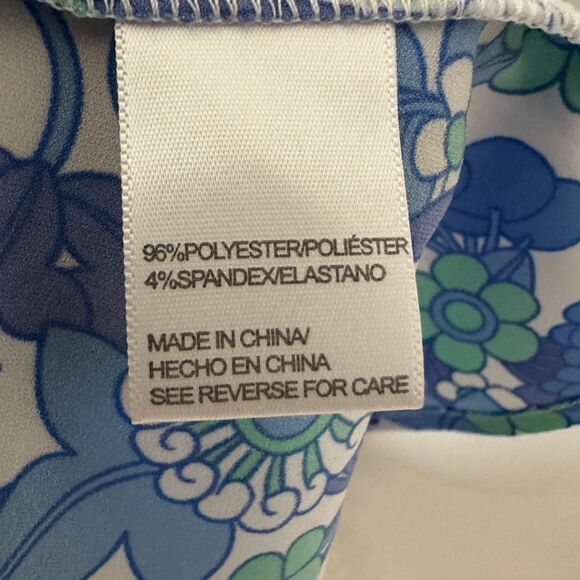 96%POLYESTER/POLIÉSTER
4%SPANDEX/ELASTANO
MADE IN CHINA/
HECHO EN CHINA
SEE REVERSE FOR CARE